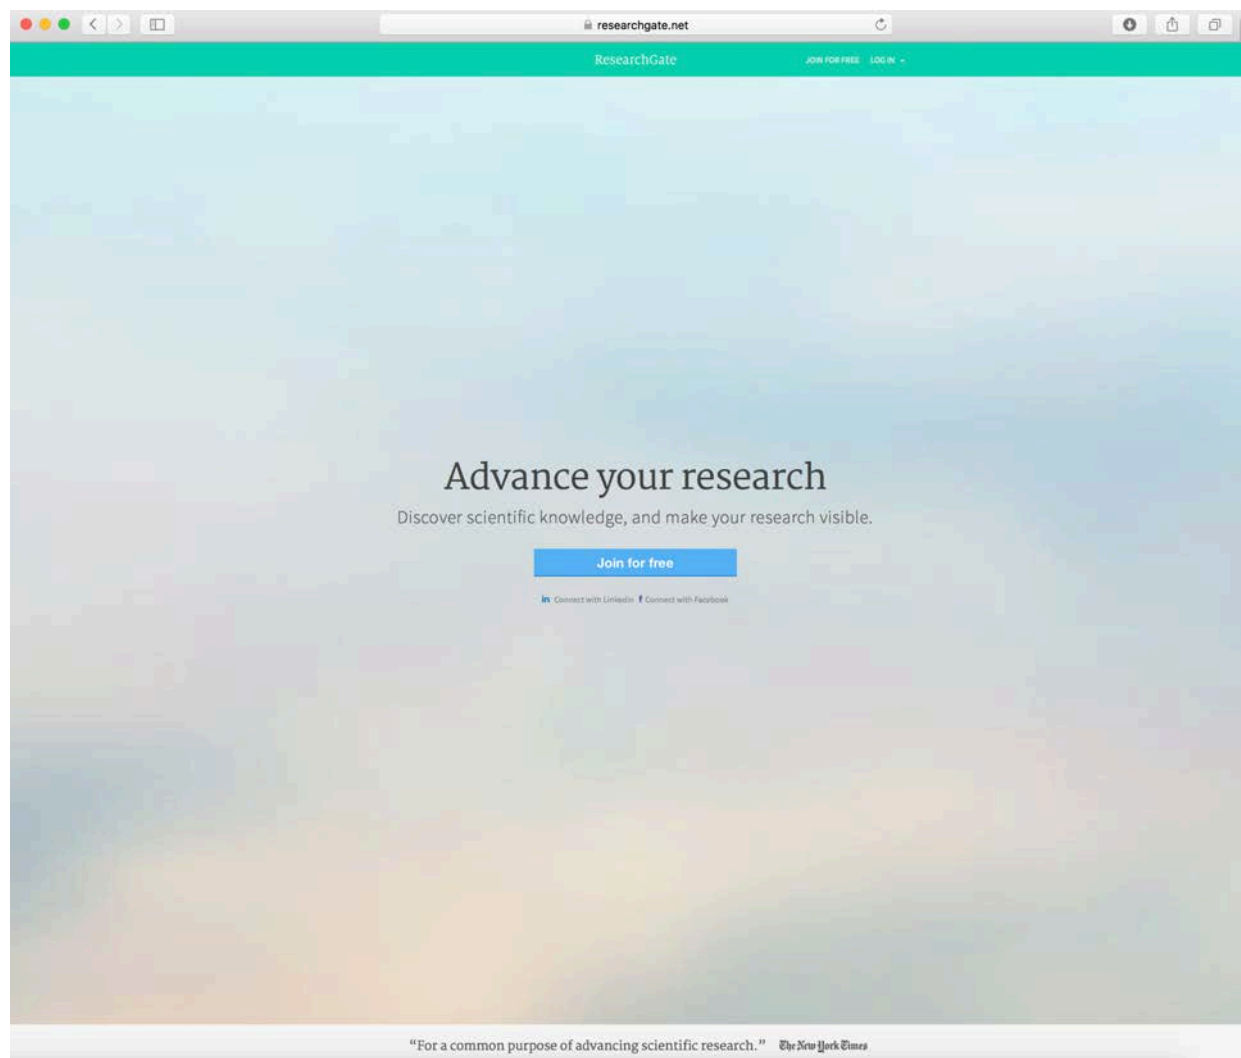 researchgate.net
ResearchGate JOIN FOR FREE LOG IN
Advance your research
Discover scientific knowledge, and make your research visible.
Join for free
in Connect with LinkedIn f Connect with Facebook
“For a common purpose of advancing scientific research.” The New York Times